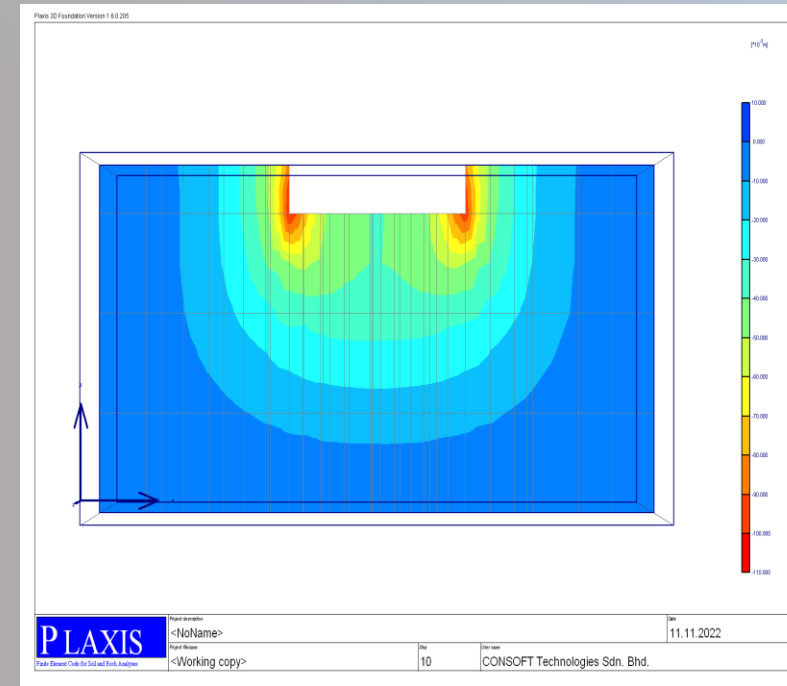 Plaxis 3D Foundation Version 1.6.0.205
[*10⁻³m]
10.000
0.000
-10.000
-20.000
-30.000
-40.000
-50.000
-60.000
-70.000
-80.000
-90.000
-100.000
-110.000
PLAXIS
Finite Element Code for Soil and Rock Analyses
Project description
<NoName>
Date
11.11.2022
Project filename
<Working copy>
Step
10
User name
CONSOFT Technologies Sdn. Bhd.